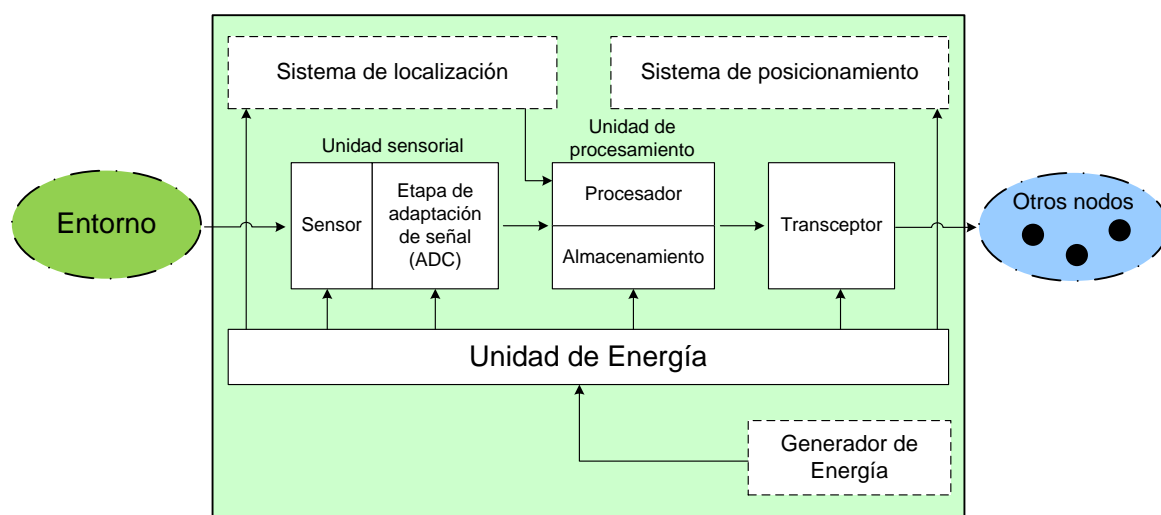 Sistema de localización
Sistema de posicionamiento
Unidad sensorial
Unidad de
procesamiento
Entorno
Sensor
Etapa de
adaptación
de señal
(ADC)
Procesador
Almacenamiento
Transceptor
Otros nodos
Unidad de Energía
Generador de
Energía